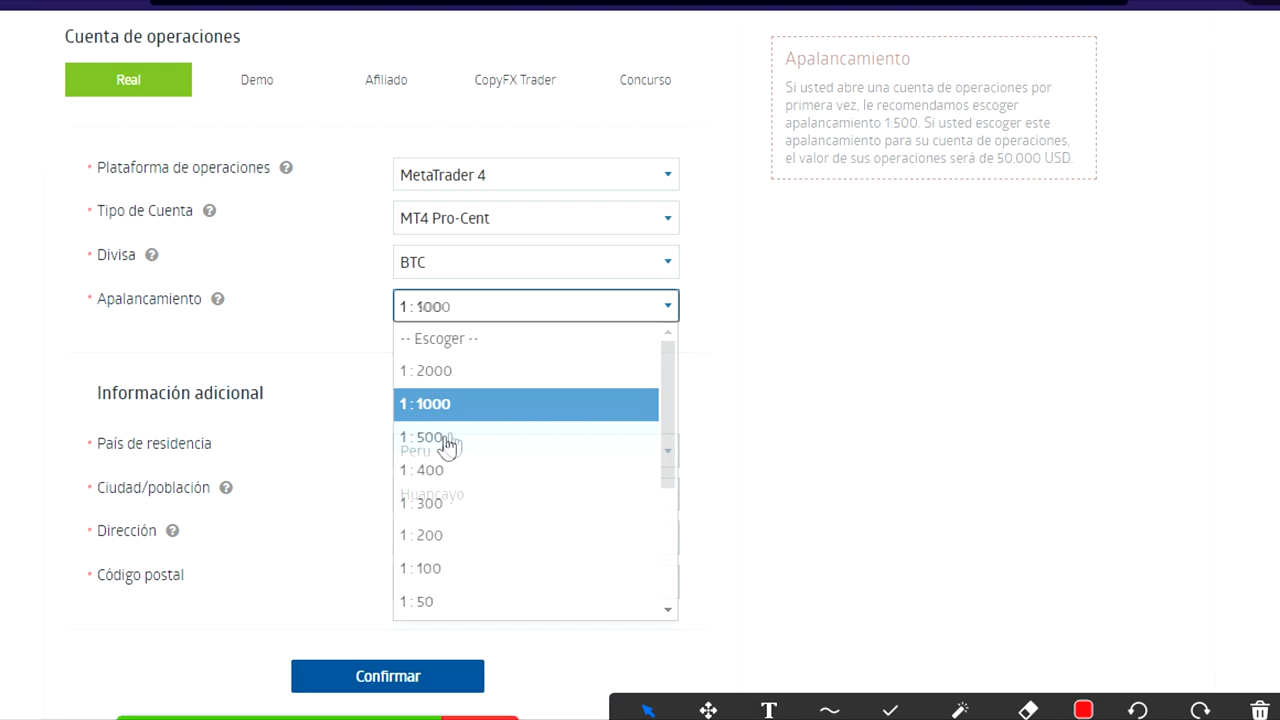 Cuenta de operaciones
Real
Demo
Afiliado
CopyFX Trader
Concurso
* Plataforma de operaciones ?
MetaTrader 4
* Tipo de Cuenta ?
MT4 Pro-Cent
* Divisa ?
BTC
* Apalancamiento ?
1 : 1000
-- Escoger --
1 : 2000
1 : 1000
1 : 500
1 : 400
1 : 300
1 : 200
1 : 100
1 : 50
Información adicional
* País de residencia
Peru
* Ciudad/población ?
Huancayo
* Dirección ?
* Código postal
Confirmar
Apalancamiento
Si usted abre una cuenta de operaciones por
primera vez, le recomendamos escoger
apalancamiento 1:500. Si usted escoger este
apalancamiento para su cuenta de operaciones,
el valor de sus operaciones será de 50,000 USD.
T